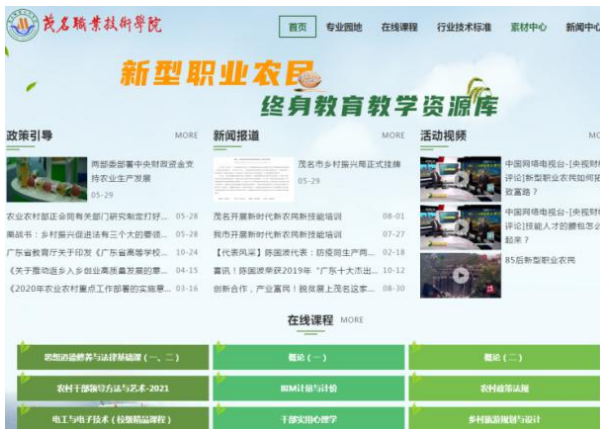 茂名職業技術學院
首页 专业园地 在线课程 行业技术标准 素材中心 新闻中心
新型职业农民
终身教育教学资源库
政策引导 MORE
两部委部署中央财政资金支
持农业生产发展
05-29
农业农村部正会同有关部门研究制定打好... 05-28
栗战书：乡村振兴促进法有三个大的要领... 05-28
广东省教育厅关于印发《广东省高等学校... 10-24
《关于推动返乡入乡创业高质量发展的意... 04-15
《2020年农业农村重点工作部署的实施意... 03-16
新闻报道 MORE
茂名市乡村振兴局正式挂牌
05-29
茂名开展新时代新农民新技能培训 08-01
我市开展新时代新农民新技能培训 07-27
【代表风采】陈国波代表：防疫同生产两... 02-18
喜讯！陈国波荣获2019年“广东十大杰出... 10-12
创新合作，产业富民！脱贫摘上茂名这家... 08-30
活动视频
中国网络电视台-[央视财经
评论]新型职业农民如何拓
致富路？
中国网络电视台-[央视财经
评论]技能人才的腰包怎么
起来？
85后新型职业农民
在线课程 MORE
思想道德修养与法律基础课（一、二）
概论（一）
概论（二）
农村干部领导方法与艺术-2021
BIM计量与计价
农村政策法规
电工与电子技术（校级精品课程）
干部实用心理学
乡村旅游规划与设计